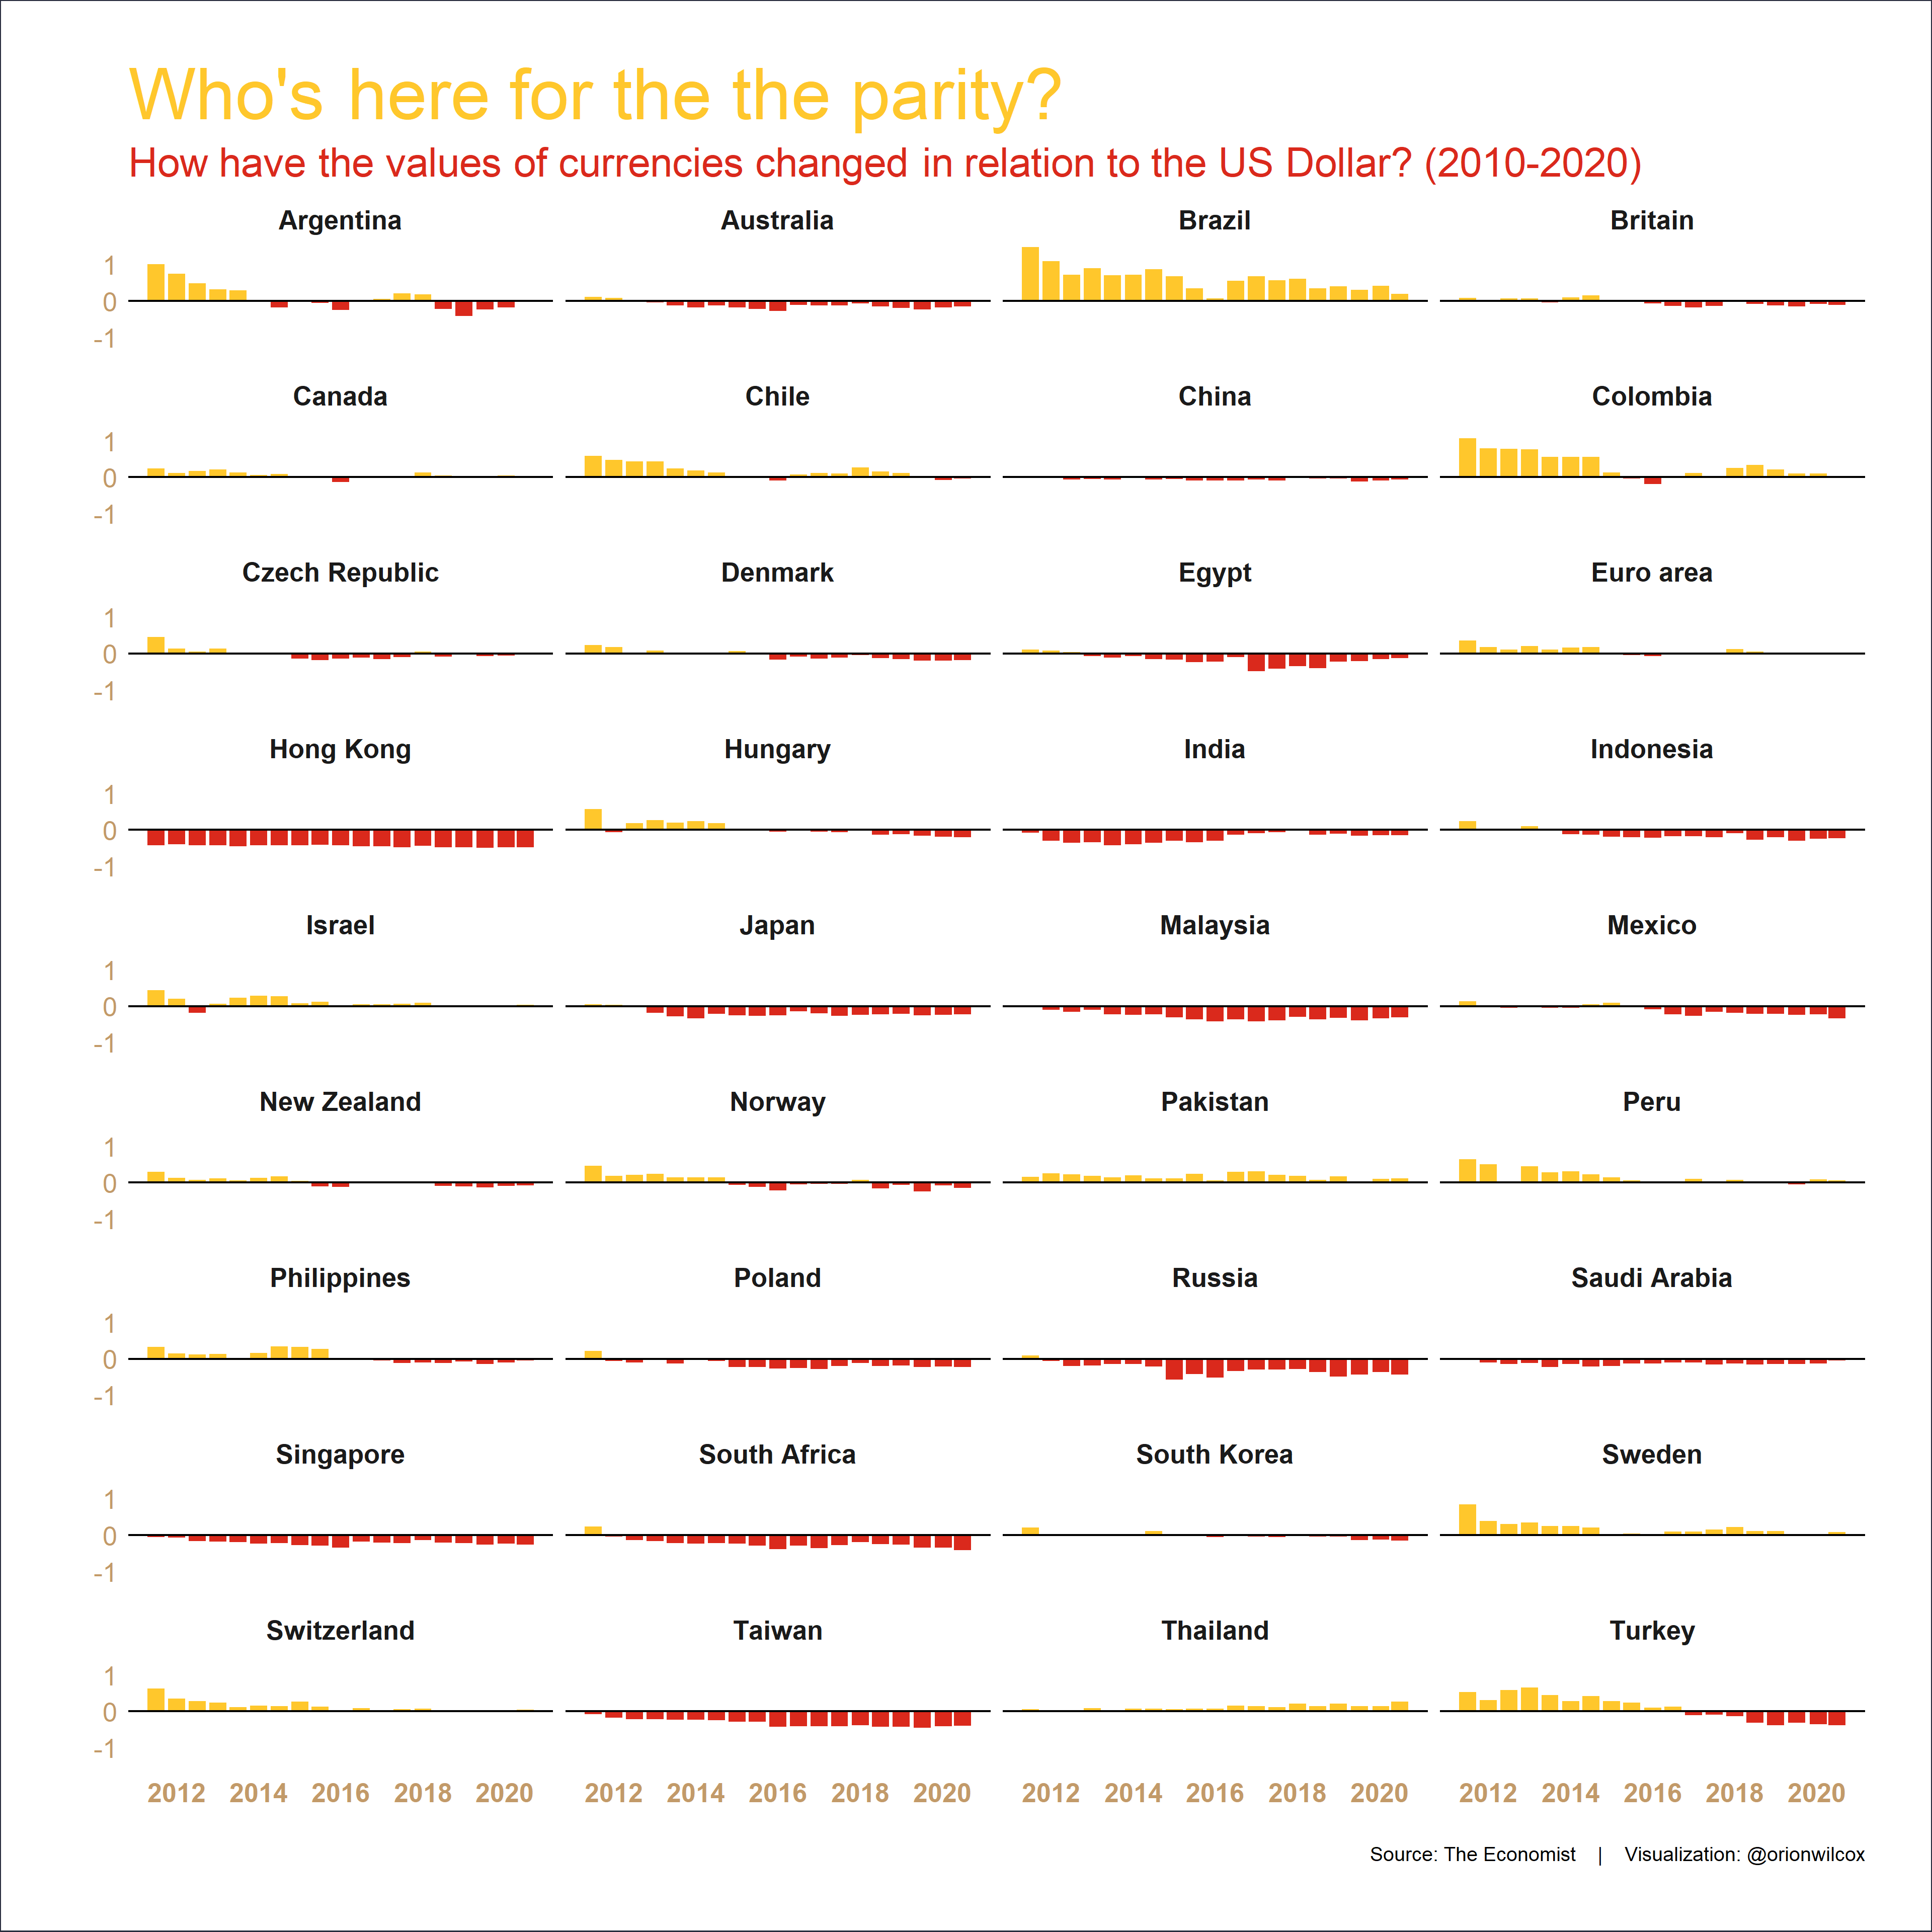 Who's here for the the parity?
How have the values of currencies changed in relation to the US Dollar? (2010-2020)
Argentina Australia Brazil Britain
1
0
-1
Canada Chile China Colombia
1
0
-1
Czech Republic Denmark Egypt Euro area
1
0
-1
Hong Kong Hungary India Indonesia
1
0
-1
Israel Japan Malaysia Mexico
1
0
-1
New Zealand Norway Pakistan Peru
1
0
-1
Philippines Poland Russia Saudi Arabia
1
0
-1
Singapore South Africa South Korea Sweden
1
0
-1
Switzerland Taiwan Thailand Turkey
1
0
-1
2012 2014 2016 2018 2020 2012 2014 2016 2018 2020 2012 2014 2016 2018 2020 2012 2014 2016 2018 2020
Source: The Economist | Visualization: @orionwilcox